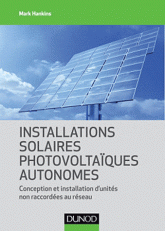 Mark Hankins
INSTALLATIONS
SOLAIRES
PHOTOVOLTAÏQUES
AUTONOMES
Conception et installation d'unités
non raccordées au réseau
DUNOD